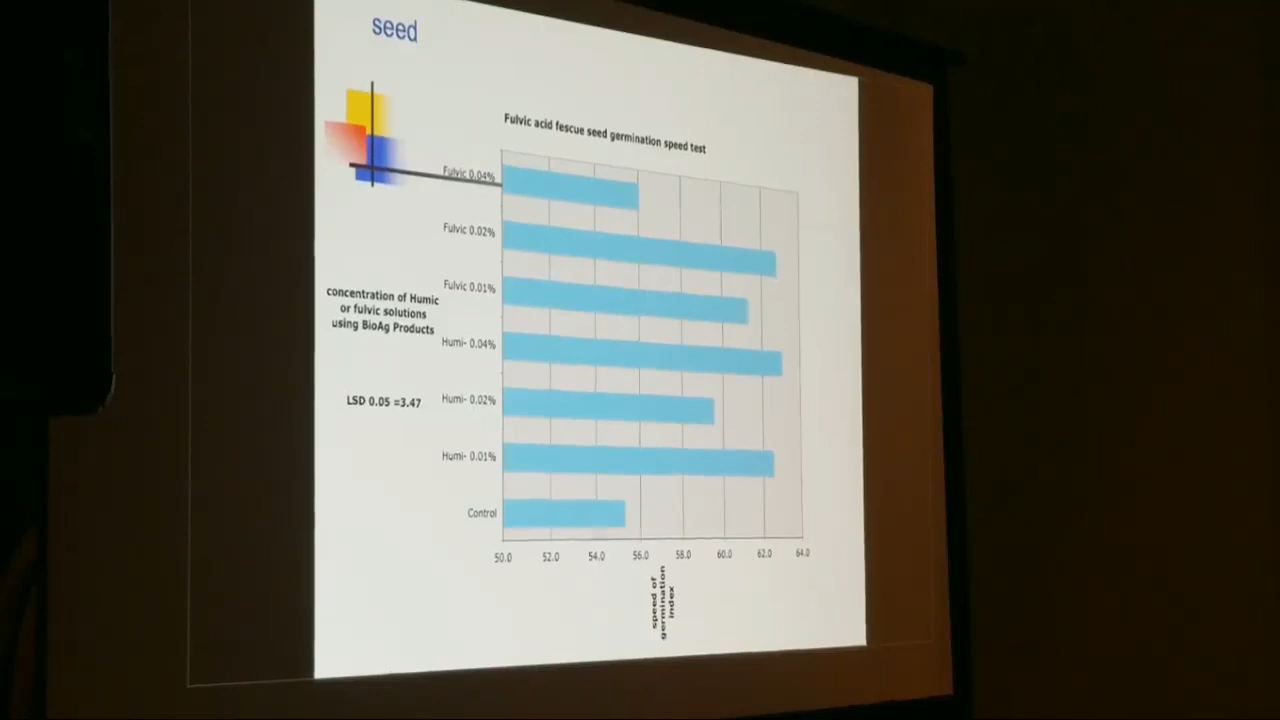 seed
Fulvic acid fescue seed germination speed test
Fulvic 0.04%
Fulvic 0.02%
Fulvic 0.01%
concentration of Humic
or fulvic solutions
using BioAg Products
Humi- 0.04%
LSD 0.05 =3.47
Humi- 0.02%
Humi- 0.01%
Control
50.0 52.0 54.0 56.0 58.0 60.0 62.0 64.0
speed of
germination
index